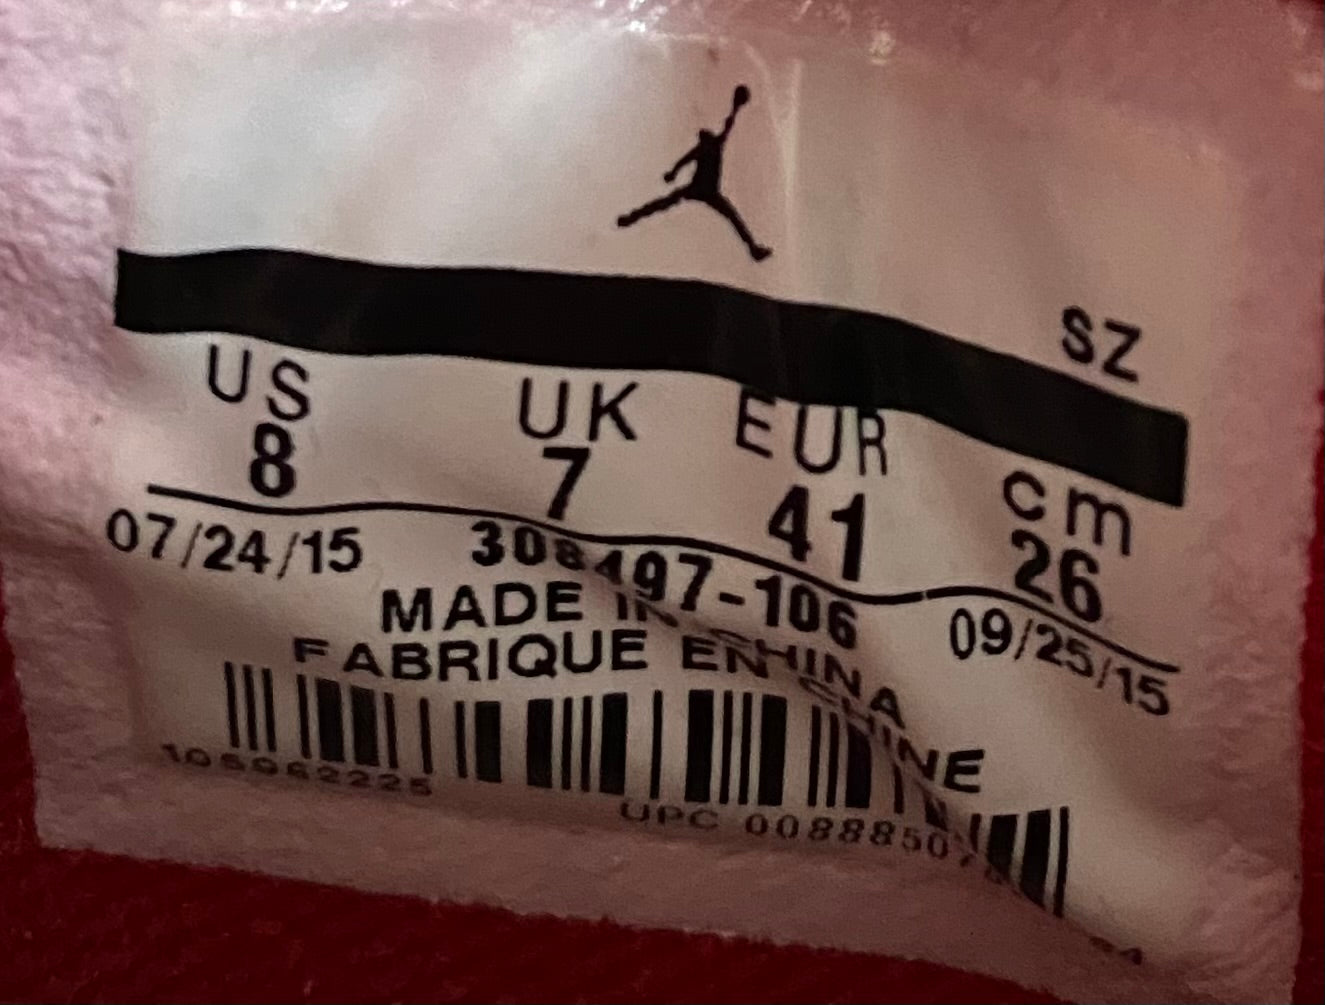 SZ
US UK EUR cm
8 7 41 26
07/24/15 308497-106 09/25/15
MADE IN CHINA
FABRIQUE EN CHINE
105962225
UPC 00888507